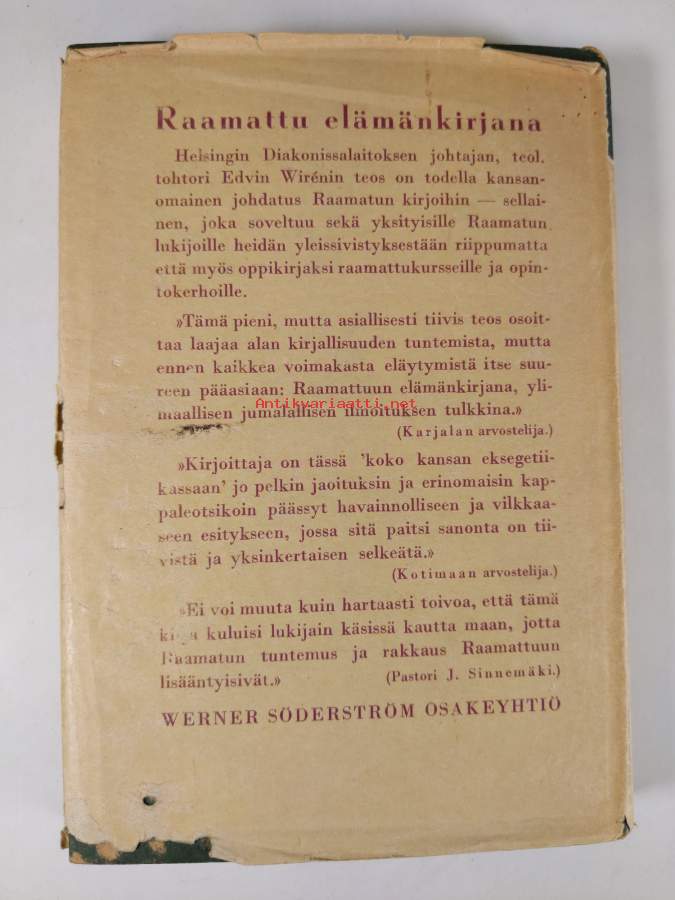 Raamattu elämänkirjana
Helsingin Diakonissalaitoksen johtajan, teol.
tohtori Edvin Wirénin teos on todella kansan-
omainen johdatus Raamatun kirjoihin — sellai-
nen, joka soveltuu sekä yksityisille Raamatun
lukijoille heidän yleissivistyksestään riippumatta
että myös oppikirjaksi raamattukursseille ja opin-
tokerhoille.
»Tämä pieni, mutta asiallisesti tiivis teos osoit-
taa laajaa alan kirjallisuuden tuntemista, mutta
ennen kaikkea voimakasta eläytymistä itse suu-
reen pääasiaan: Raamattuun elämänkirjana, yli-
maallisen jumalallisen ilmoituksen tulkkina.»
Antikvariaatti.net
(Karjalan arvostelija.)
»Kirjoittaja on tässä 'koko kansan eksegetii-
kassaan' jo pelkin jaoituksin ja erinomaisin kap-
paleotsikoin päässyt havainnolliseen ja vilkkaa-
seen esitykseen, jossa sitä paitsi sanonta on tii-
vistä ja yksinkertaisen selkeätä.»
(Kotimaan arvostelija.)
»Ei voi muuta kuin hartaasti toivoa, että tämä
kirja kuluisi lukijain käsissä kautta maan, jotta
Raamatun tuntemus ja rakkaus Raamattuun
lisääntyisivät.» (Pastori J. Sinnemäki.)
WERNER SÖDERSTRÖM OSAKEYHTIÖ